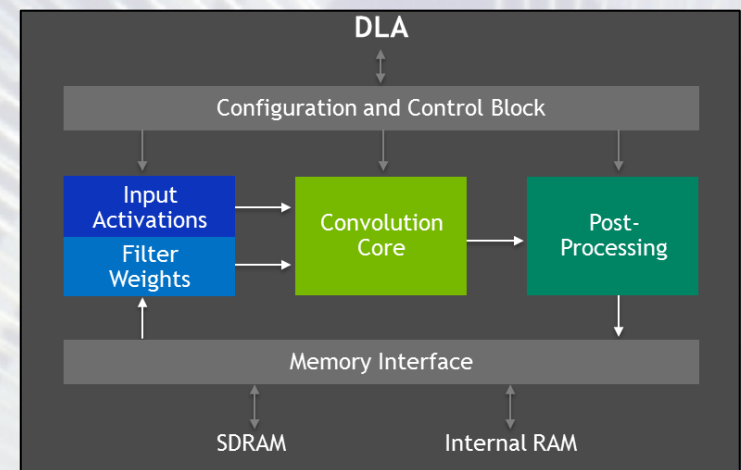 DLA
Configuration and Control Block
Input
Activations
Filter
Weights
Convolution
Core
Post-
Processing
Memory Interface
SDRAM
Internal RAM